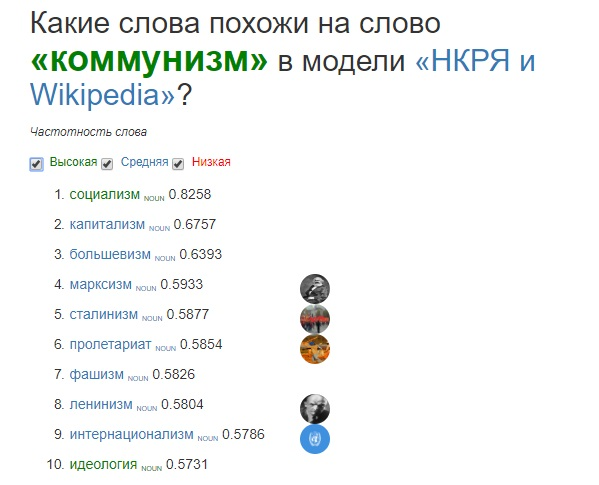 Какие слова похожи на слово
«коммунизм» в модели «НКРЯ и
Wikipedia»?
Частотность слова
Высокая Средняя Низкая
1. социализм NOUN 0.8258
2. капитализм NOUN 0.6757
3. большевизм NOUN 0.6393
4. марксизм NOUN 0.5933
5. сталинизм NOUN 0.5877
6. пролетариат NOUN 0.5854
7. фашизм NOUN 0.5826
8. ленинизм NOUN 0.5804
9. интернационализм NOUN 0.5786
10. идеология NOUN 0.5731